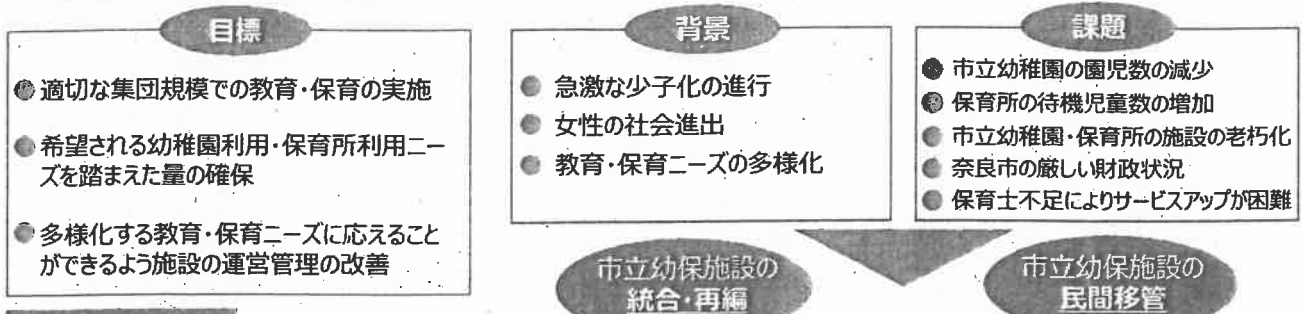 目標
適切な集団規模での教育・保育の実施
希望される幼稚園利用・保育所利用ニー
ズを踏まえた量の確保
多様化する教育・保育ニーズに応えること
ができるよう施設の運営管理の改善
背景
急激な少子化の進行
女性の社会進出
教育・保育ニーズの多様化
課題
市立幼稚園の園児数の減少
保育所の待機児童数の増加
市立幼稚園・保育所の施設の老朽化
奈良市の厳しい財政状況
保育士不足によりサービスアップが困難
市立幼保施設の
統合・再編
市立幼保施設の
民間移管